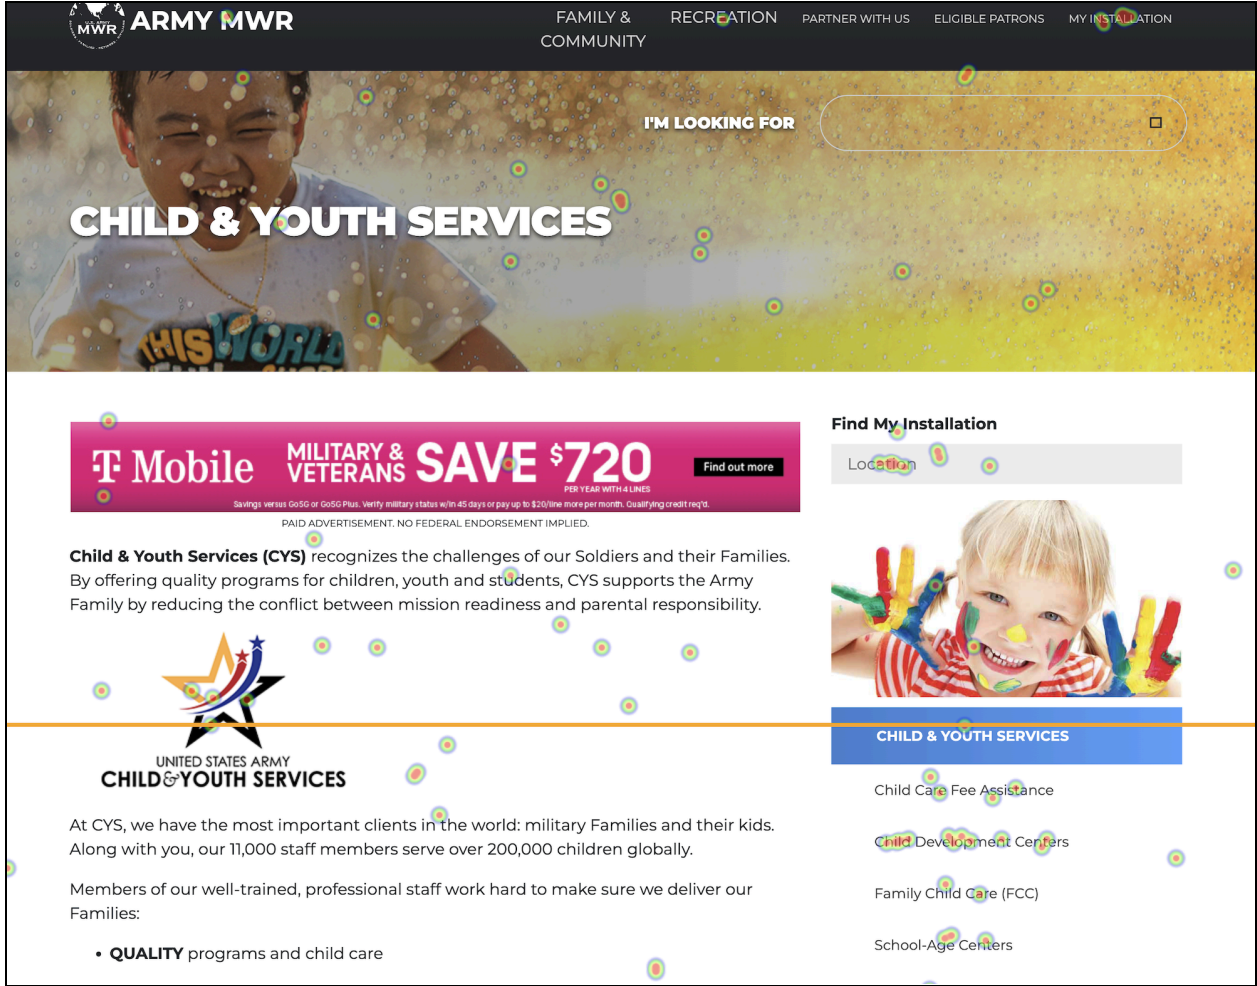 U.S. ARMY
MWR
ARMY MWR
FAMILY &
COMMUNITY
RECREATION
PARTNER WITH US
ELIGIBLE PATRONS
MY INSTALLATION
I'M LOOKING FOR
CHILD & YOUTH SERVICES
THIS WORLD
T Mobile
MILITARY &
VETERANS
SAVE $720
PER YEAR WITH 4 LINES
Find out more
Savings versus Go5G or Go5G Plus. Verify military status w/in 45 days or pay up to $20/line more per month. Qualifying credit req'd.
PAID ADVERTISEMENT. NO FEDERAL ENDORSEMENT IMPLIED.
Child & Youth Services (CYS) recognizes the challenges of our Soldiers and their Families.
By offering quality programs for children, youth and students, CYS supports the Army
Family by reducing the conflict between mission readiness and parental responsibility.
UNITED STATES ARMY
CHILD & YOUTH SERVICES
At CYS, we have the most important clients in the world: military Families and their kids.
Along with you, our 11,000 staff members serve over 200,000 children globally.
Members of our well-trained, professional staff work hard to make sure we deliver our
Families:
• QUALITY programs and child care
Find My Installation
Location
CHILD & YOUTH SERVICES
Child Care Fee Assistance
Child Development Centers
Family Child Care (FCC)
School-Age Centers